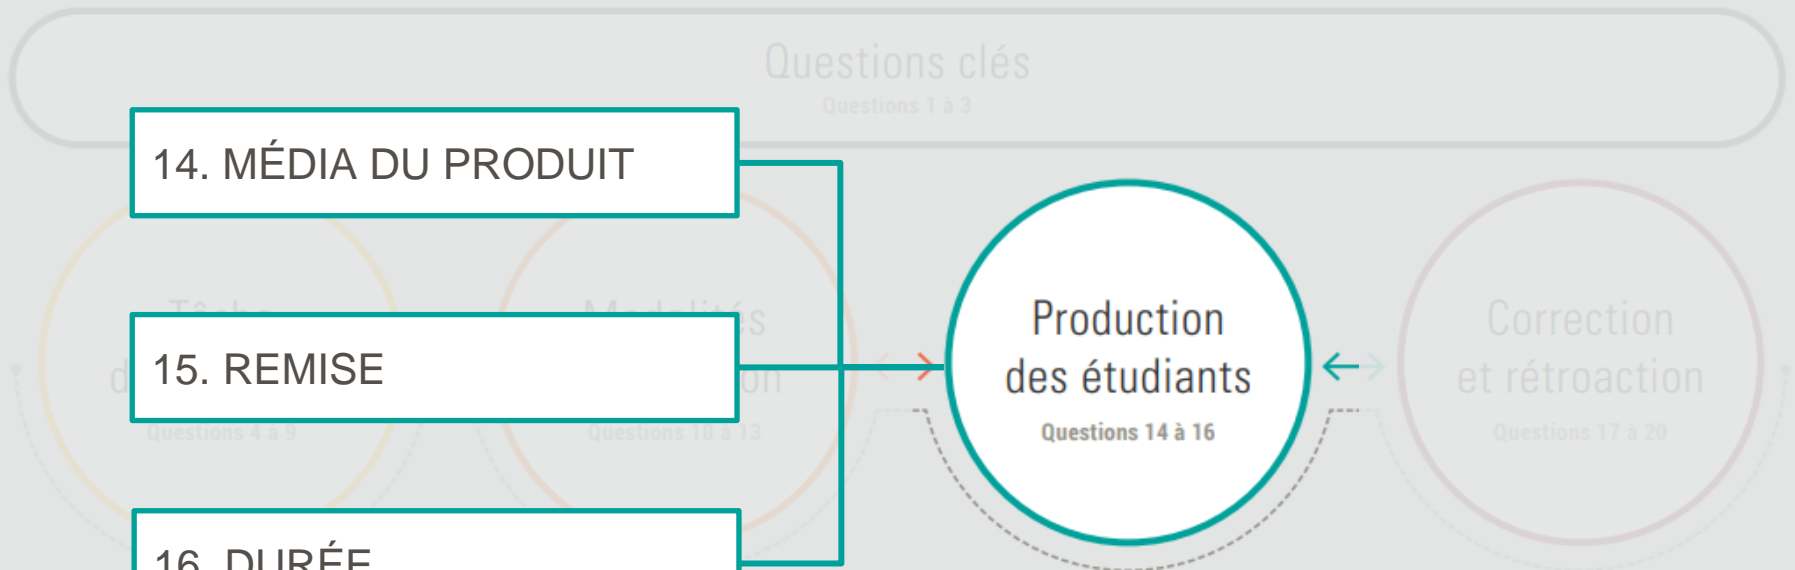 Questions clés
Questions 1 à 3
14. MÉDIA DU PRODUIT
15. REMISE
Questions 4 à 9
Questions 10 à 13
Production
des étudiants
Questions 14 à 16
Correction
et rétroaction
Questions 17 à 20
16. DURÉE